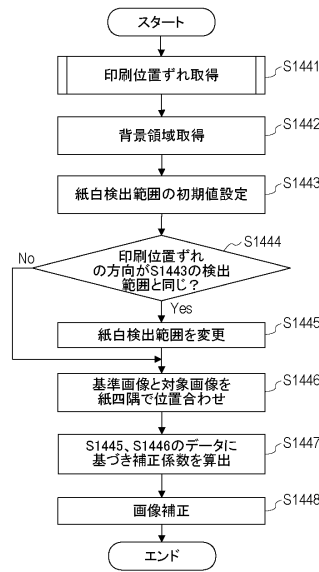 スタート
印刷位置ずれ取得
S1441
背景領域取得
S1442
紙白検出範囲の初期値設定
S1443
印刷位置ずれ
の方向がS1443の検出
範囲と同じ？
S1444
No
Yes
紙白検出範囲を変更
S1445
基準画像と対象画像を
紙四隅で位置合わせ
S1446
S1445、S1446のデータに
基づき補正係数を算出
S1447
画像補正
S1448
エンド